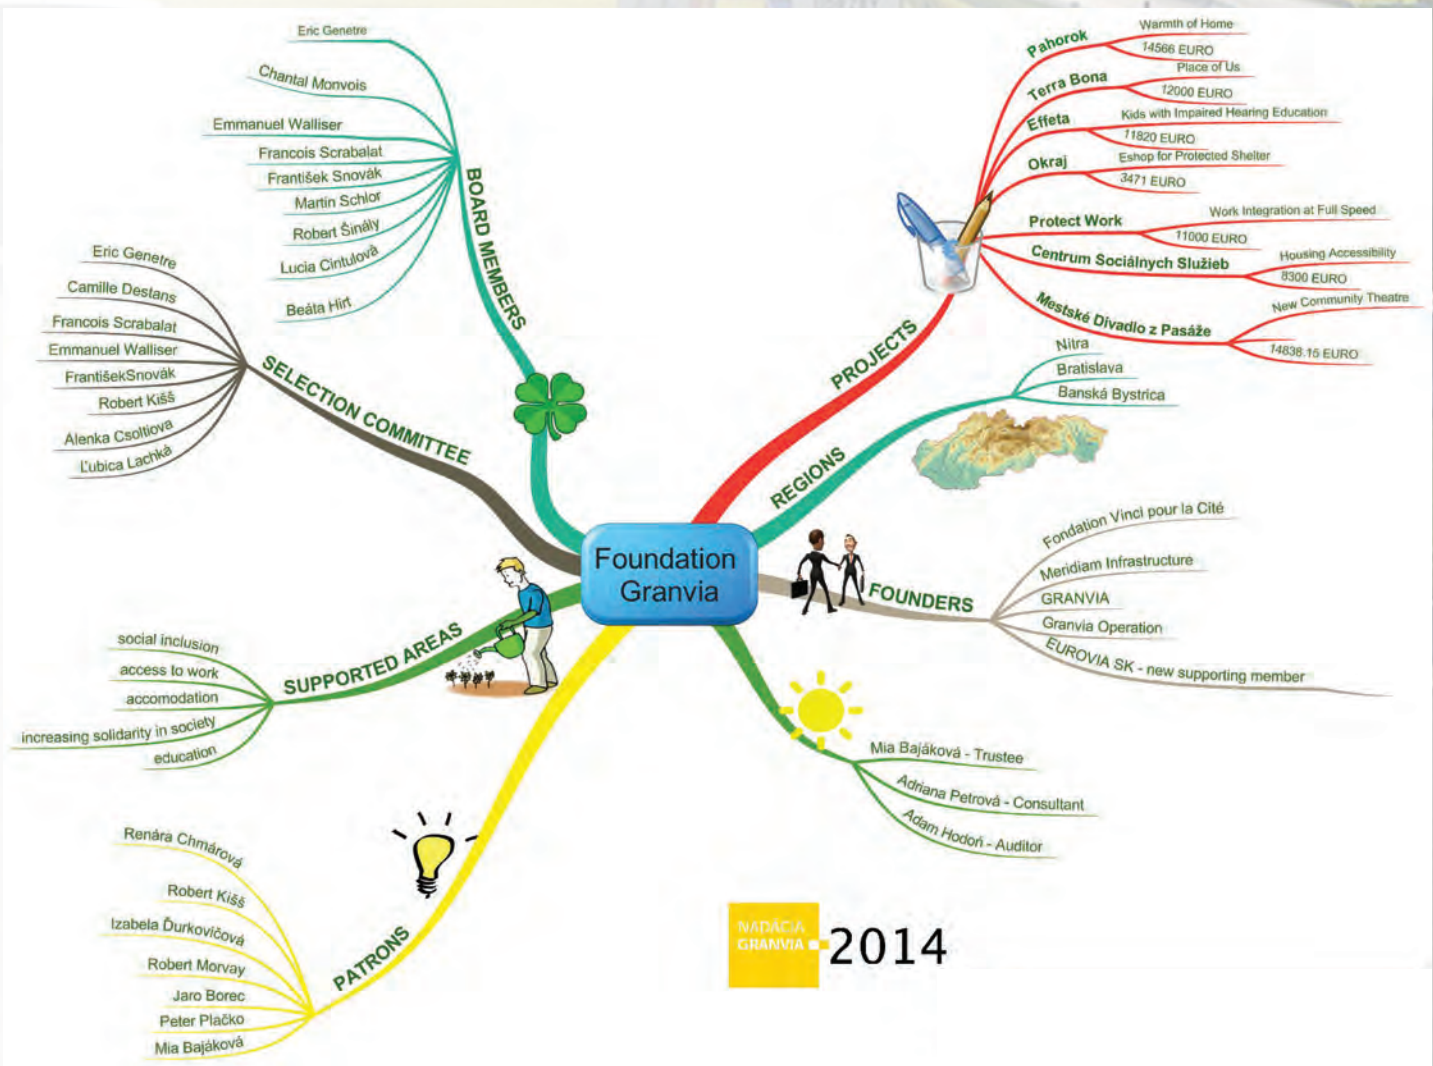 Foundation
Granvia
BOARD MEMBERS
Eric Genetre
Chantal Monvois
Emmanuel Walliser
Francois Scrabalat
František Snovák
Martin Schlor
Robert Šinály
Lucia Cintulová
Beáta Hirt
SELECTION COMMITTEE
Eric Genetre
Camille Destans
Francois Scrabalat
Emmanuel Walliser
FrantišekSnovák
Robert Kišš
Alenka Csoltiova
Ľubica Lachká
SUPPORTED AREAS
social inclusion
access to work
accomodation
increasing solidarity in society
education
PATRONS
Renára Chmárová
Robert Kišš
Izabela Ďurkovičová
Robert Morvay
Jaro Borec
Peter Plačko
Mia Bajáková
PROJECTS
Pahorok
Warmth of Home
14566 EURO
Terra Bona
Place of Us
12000 EURO
Effeta
Kids with Impaired Hearing Education
11820 EURO
Okraj
Eshop for Protected Shelter
3471 EURO
Protect Work
Work Integration at Full Speed
11000 EURO
Centrum Sociálnych Služieb
Housing Accessibility
8300 EURO
Mestské Divadlo z Pasáže
New Community Theatre
14838.15 EURO
REGIONS
Nitra
Bratislava
Banská Bystrica
FOUNDERS
Fondation Vinci pour la Cité
Meridiam Infrastructure
GRANVIA
Granvia Operation
EUROVIA SK - new supporting member
Mia Bajáková - Trustee
Adriana Petrová - Consultant
Adam Hodoň - Auditor
NADÁCIA
GRANVIA
2014